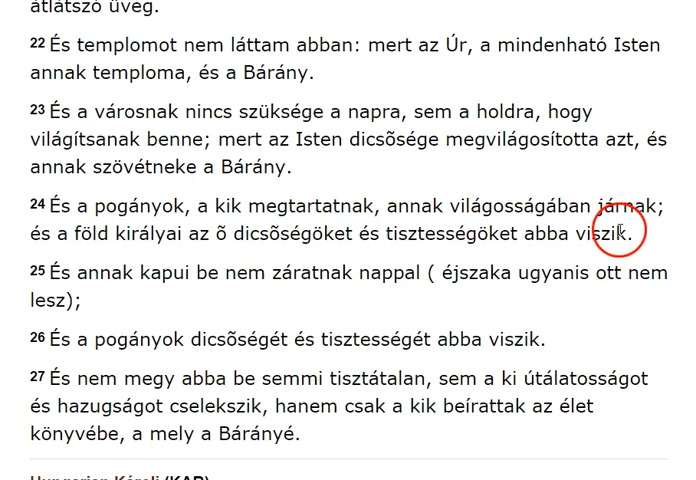 átlátszó üveg.
22 És templomot nem láttam abban: mert az Úr, a mindenható Isten
annak temploma, és a Bárány.
23 És a városnak nincs szüksége a napra, sem a holdra, hogy
világítsanak benne; mert az Isten dicsõsége megvilágosította azt, és
annak szövétneke a Bárány.
24 És a pogányok, a kik megtartatnak, annak világosságában járnak;
és a föld királyai az õ dicsõségöket és tisztességöket abba viszik.
25 És annak kapui be nem záratnak nappal ( éjszaka ugyanis ott nem
lesz);
26 És a pogányok dicsõségét és tisztességét abba viszik.
27 És nem megy abba be semmi tisztátalan, sem a ki útálatosságot
és hazugságot cselekszik, hanem csak a kik beírattak az élet
könyvébe, a mely a Bárányé.
Hungarian Károli (KAR)